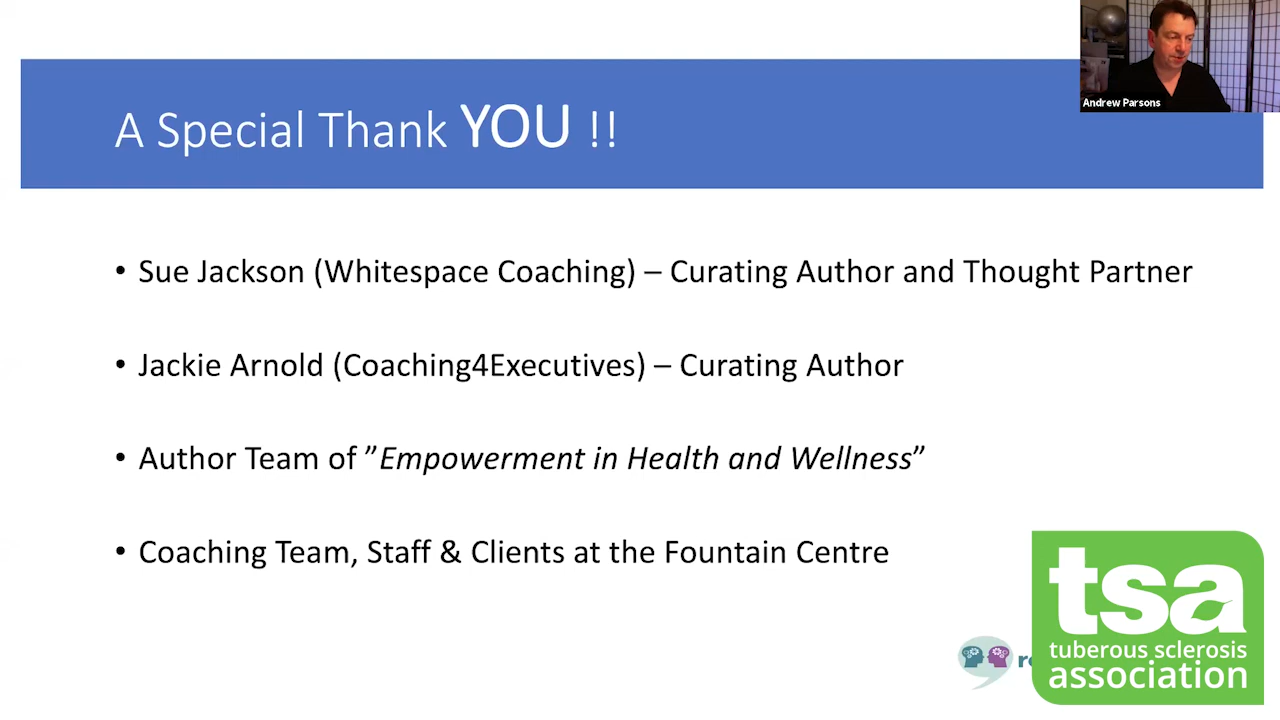 Andrew Parsons
A Special Thank YOU !!
• Sue Jackson (Whitespace Coaching) – Curating Author and Thought Partner
• Jackie Arnold (Coaching4Executives) – Curating Author
• Author Team of ”Empowerment in Health and Wellness”
• Coaching Team, Staff & Clients at the Fountain Centre
tsa
tuberous sclerosis
association